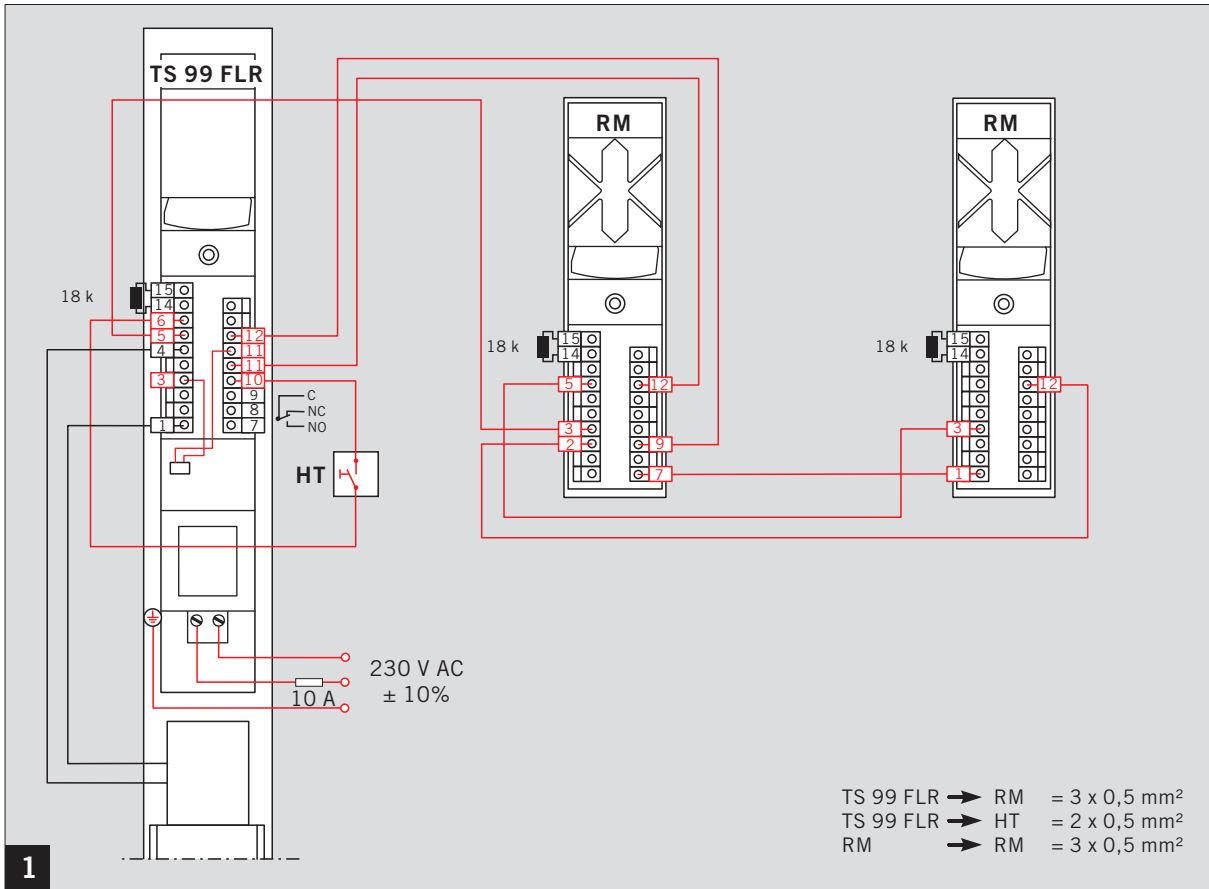 TS 99 FLR
RM
RM
18 k
15
14
6
5
4
3
1
12
11
11
10
9
8
7
C
NC
NO
HT
18 k
15
14
5
3
2
12
9
7
18 k
15
14
3
1
12
230 V AC
± 10%
10 A
TS 99 FLR → RM = 3 x 0,5 mm²
TS 99 FLR → HT = 2 x 0,5 mm²
RM → RM = 3 x 0,5 mm²
1